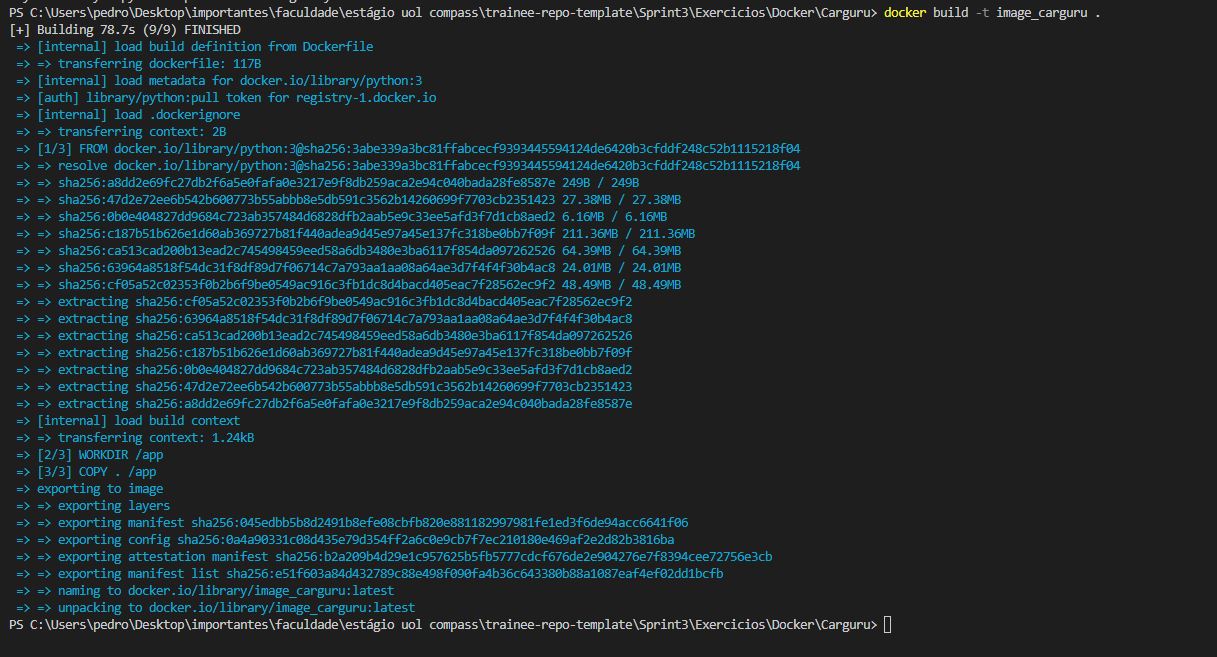 PS C:\Users\pedro\Desktop\importantes\faculdade\estágio uol compass\trainee-repo-template\Sprint3\Exercicios\Docker\Carguru> docker build -t image_carguru .
[+] Building 78.7s (9/9) FINISHED
=> [internal] load build definition from Dockerfile
=> => transferring dockerfile: 117B
=> [internal] load metadata for docker.io/library/python:3
=> [auth] library/python:pull token for registry-1.docker.io
=> [internal] load .dockerignore
=> => transferring context: 2B
=> [1/3] FROM docker.io/library/python:3@sha256:3abe339a3bc81ffabcecf9393445594124de6420b3cfddf248c52b1115218f04
=> => resolve docker.io/library/python:3@sha256:3abe339a3bc81ffabcecf9393445594124de6420b3cfddf248c52b1115218f04
=> => sha256:a8dd2e69fc27db2f6a5e0fafa0e3217e9f8db259aca2e94c040bada28fe8587e 249B / 249B
=> => sha256:47d2e72ee6b542b600773b55abbb8e5db591c3562b14260699f7703cb2351423 27.38MB / 27.38MB
=> => sha256:0b0e404827dd9684c723ab357484d6828dfb2aab5e9c33ee5afd3f7d1cb8aed2 6.16MB / 6.16MB
=> => sha256:c187b51b626e1d60ab369727b81f440adea9d45e97a45e137fc318be0bb7f09f 211.36MB / 211.36MB
=> => sha256:ca513cad200b13ead2c745498459eed58a6db3480e3ba6117f854da097262526 64.39MB / 64.39MB
=> => sha256:63964a8518f54dc31f8df89d7f06714c7a793aa1aa08a64ae3d7f4f4f30b4ac8 24.01MB / 24.01MB
=> => sha256:cf05a52c02353f0b2b6f9be0549ac916c3fb1dc8d4bacd405eac7f28562ec9f2 48.49MB / 48.49MB
=> => extracting sha256:cf05a52c02353f0b2b6f9be0549ac916c3fb1dc8d4bacd405eac7f28562ec9f2
=> => extracting sha256:63964a8518f54dc31f8df89d7f06714c7a793aa1aa08a64ae3d7f4f4f30b4ac8
=> => extracting sha256:ca513cad200b13ead2c745498459eed58a6db3480e3ba6117f854da097262526
=> => extracting sha256:c187b51b626e1d60ab369727b81f440adea9d45e97a45e137fc318be0bb7f09f
=> => extracting sha256:0b0e404827dd9684c723ab357484d6828dfb2aab5e9c33ee5afd3f7d1cb8aed2
=> => extracting sha256:47d2e72ee6b542b600773b55abbb8e5db591c3562b14260699f7703cb2351423
=> => extracting sha256:a8dd2e69fc27db2f6a5e0fafa0e3217e9f8db259aca2e94c040bada28fe8587e
=> [internal] load build context
=> => transferring context: 1.24kB
=> [2/3] WORKDIR /app
=> [3/3] COPY . /app
=> exporting to image
=> => exporting layers
=> => exporting manifest sha256:045edbb5b8d2491b8efe08cbfb820e881182997981fe1ed3f6de94acc6641f06
=> => exporting config sha256:0a4a90331c08d435e79d354ff2a6c0e9cb7f7ec210180e469af2e2d82b3816ba
=> => exporting attestation manifest sha256:b2a209b4d29e1c957625b5fb5777cdcf676de2e904276e7f8394cee72756e3cb
=> => exporting manifest list sha256:e51f603a84d432789c88e498f090fa4b36c643380b88a1087eaf4ef02dd1bcfb
=> => naming to docker.io/library/image_carguru:latest
=> => unpacking to docker.io/library/image_carguru:latest
PS C:\Users\pedro\Desktop\importantes\faculdade\estágio uol compass\trainee-repo-template\Sprint3\Exercicios\Docker\Carguru>